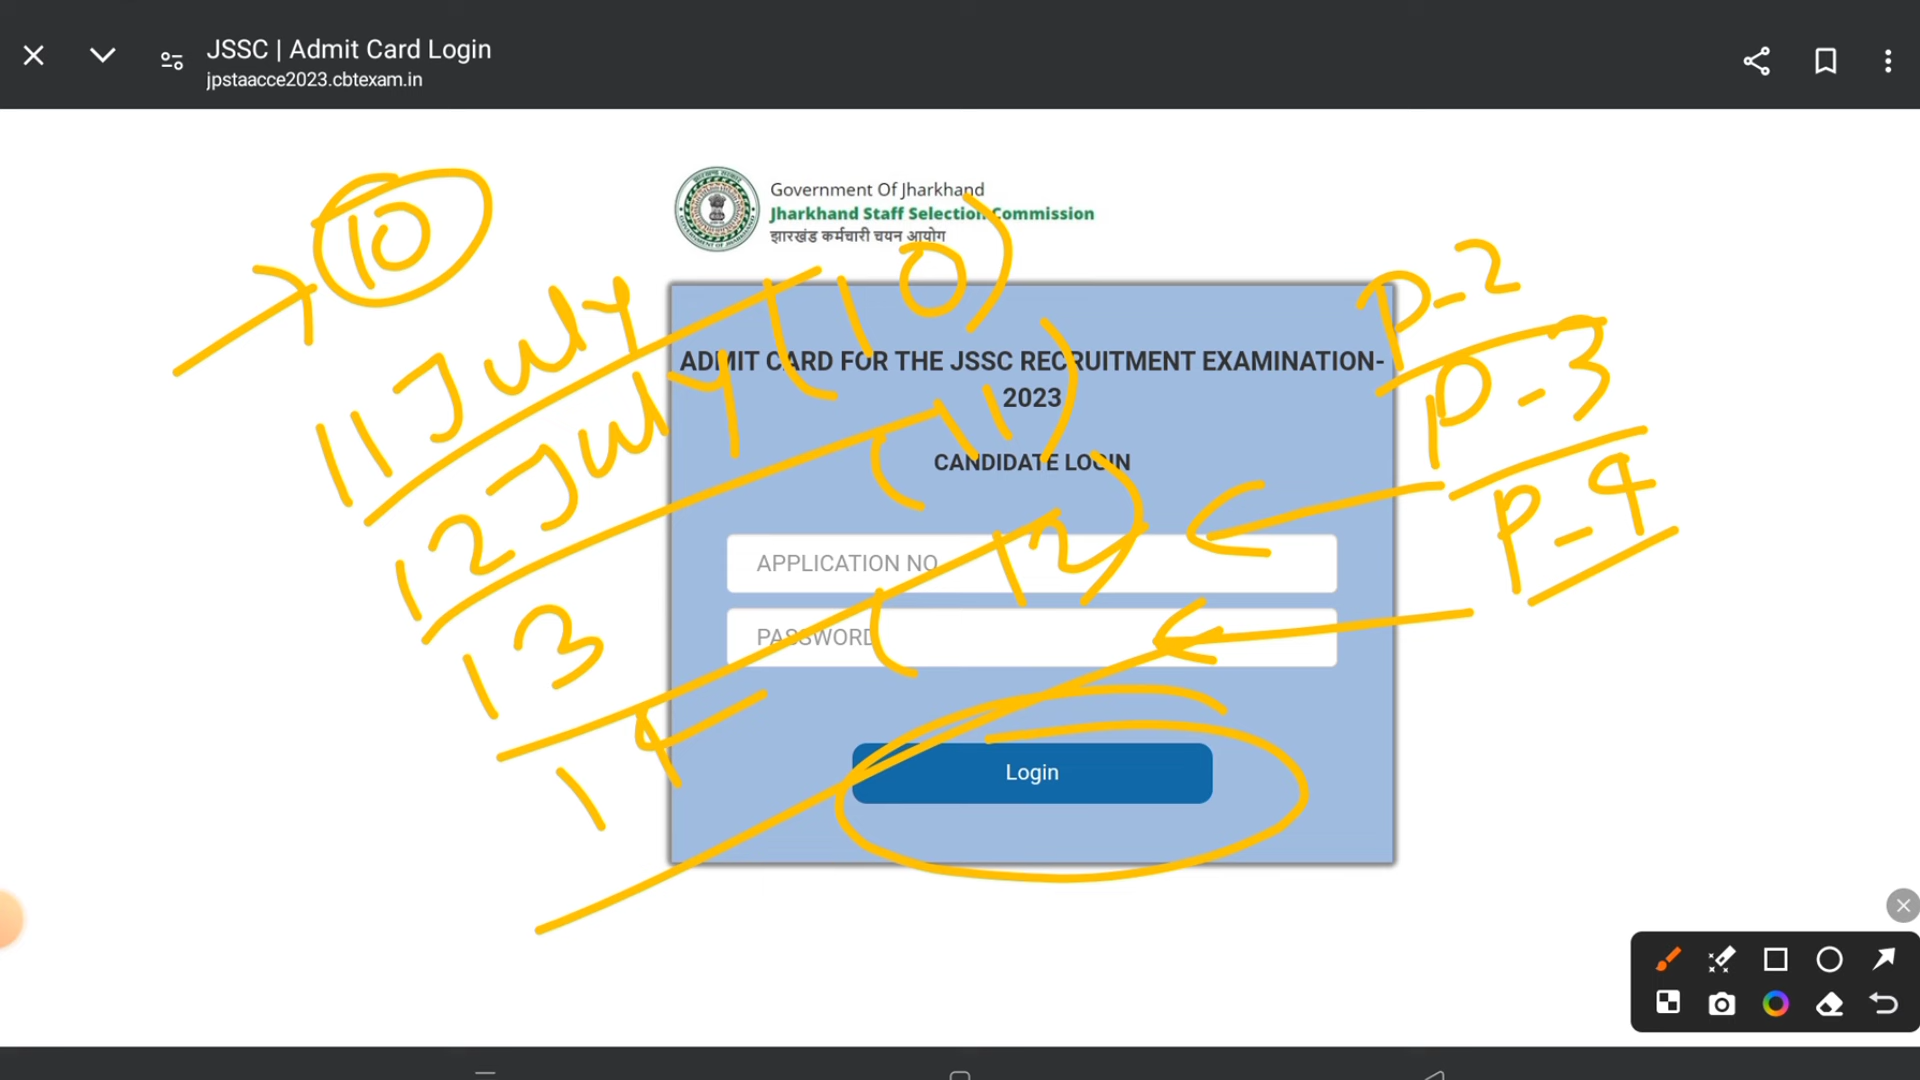 JSSC | Admit Card Login
jpstaacce2023.cbtexam.in
Government Of Jharkhand
Jharkhand Staff Selection Commission
झारखंड कर्मचारी चयन आयोग
10
11 July (10)
12 July (11)
13 (12)
14
P-2
P-3
P-4
ADMIT CARD FOR THE JSSC RECRUITMENT EXAMINATION-
2023
CANDIDATE LOGIN
APPLICATION NO
PASSWORD
Login